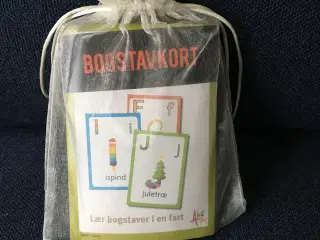 BOGSTAVKORT
F f
I i
J j
ispind
juletræ
Lær bogstaver i en fart